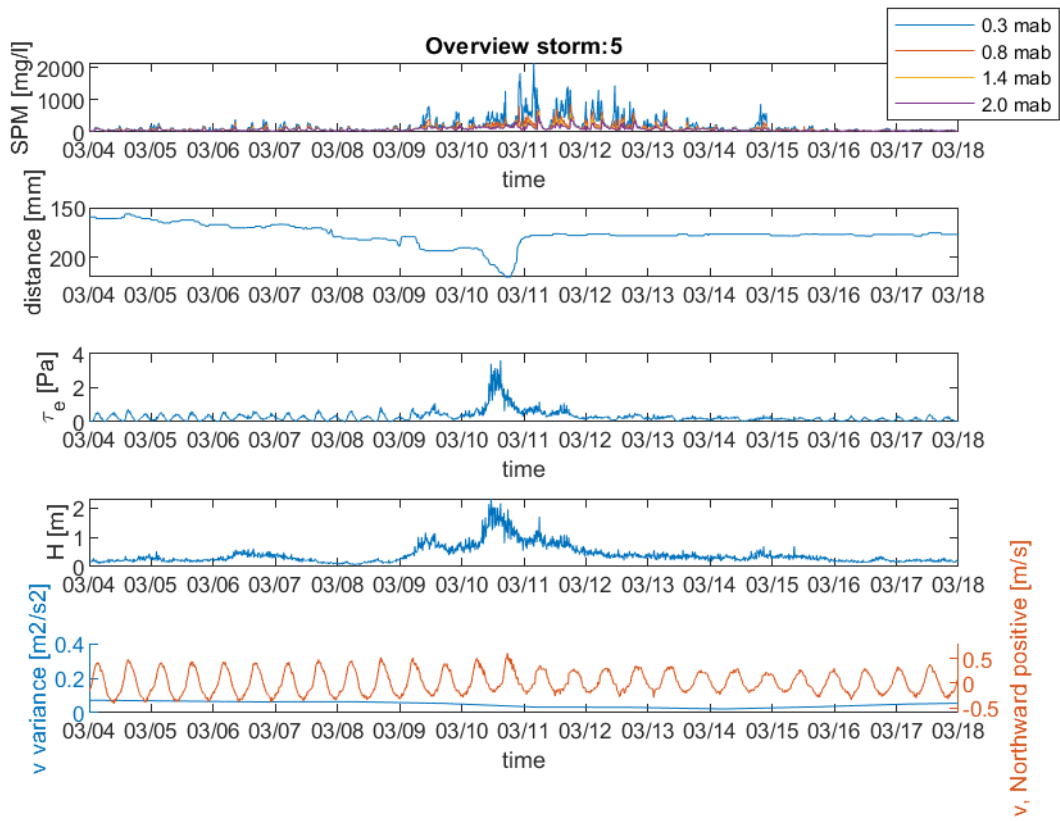 Overview storm:5
0.3 mab
0.8 mab
1.4 mab
2.0 mab
SPM [mg/l]
2000
1000
0
03/04 03/05 03/06 03/07 03/08 03/09 03/10 03/11 03/12 03/13 03/14 03/15 03/16 03/17 03/18
time
distance [mm]
150
200
03/04 03/05 03/06 03/07 03/08 03/09 03/10 03/11 03/12 03/13 03/14 03/15 03/16 03/17 03/18
τe [Pa]
4
2
0
03/04 03/05 03/06 03/07 03/08 03/09 03/10 03/11 03/12 03/13 03/14 03/15 03/16 03/17 03/18
time
H [m]
2
1
0
03/04 03/05 03/06 03/07 03/08 03/09 03/10 03/11 03/12 03/13 03/14 03/15 03/16 03/17 03/18
v variance [m2/s2]
0.4
0.2
0
v, Northward positive [m/s]
0.5
0
-0.5
03/04 03/05 03/06 03/07 03/08 03/09 03/10 03/11 03/12 03/13 03/14 03/15 03/16 03/17 03/18
time